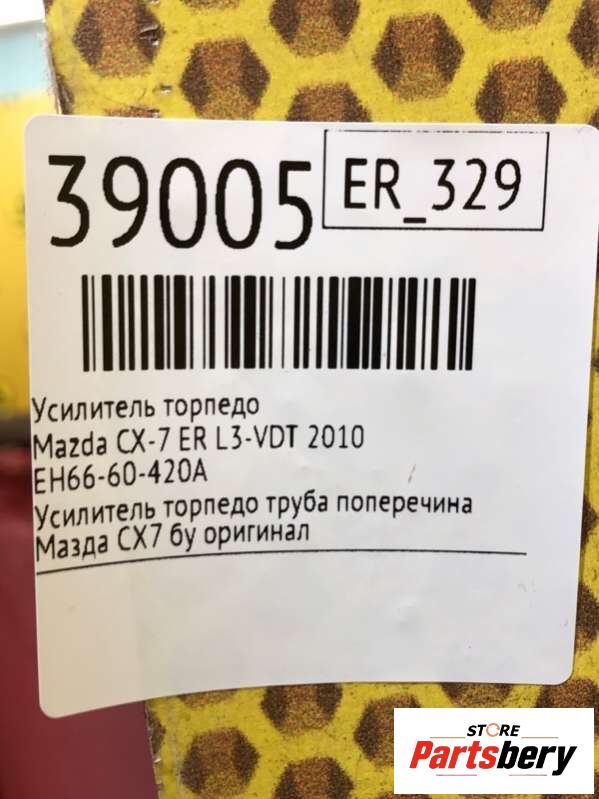 39005
ER_329
Усилитель торпедо
Mazda CX-7 ER L3-VDT 2010
EH66-60-420A
Усилитель торпедо труба поперечина
Мазда СХ7 бу оригинал
STORE
Partsbery